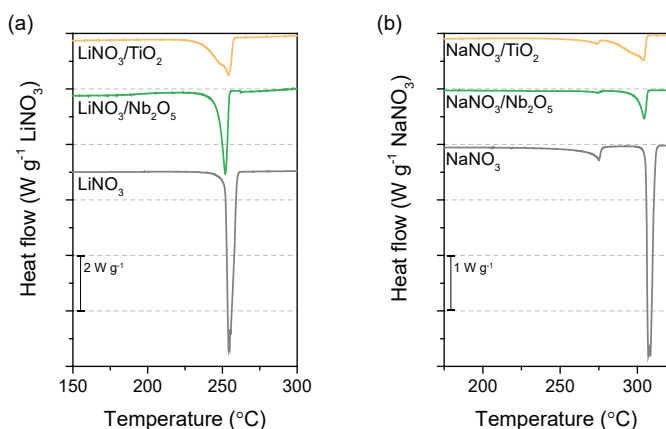 (a)
LiNO₃/TiO₂
LiNO₃/Nb₂O₅
LiNO₃
2 W g⁻¹
Heat flow (W g⁻¹ LiNO₃)
150 200 250 300
Temperature (°C)
(b)
NaNO₃/TiO₂
NaNO₃/Nb₂O₅
NaNO₃
1 W g⁻¹
Heat flow (W g⁻¹ NaNO₃)
200 250 300
Temperature (°C)